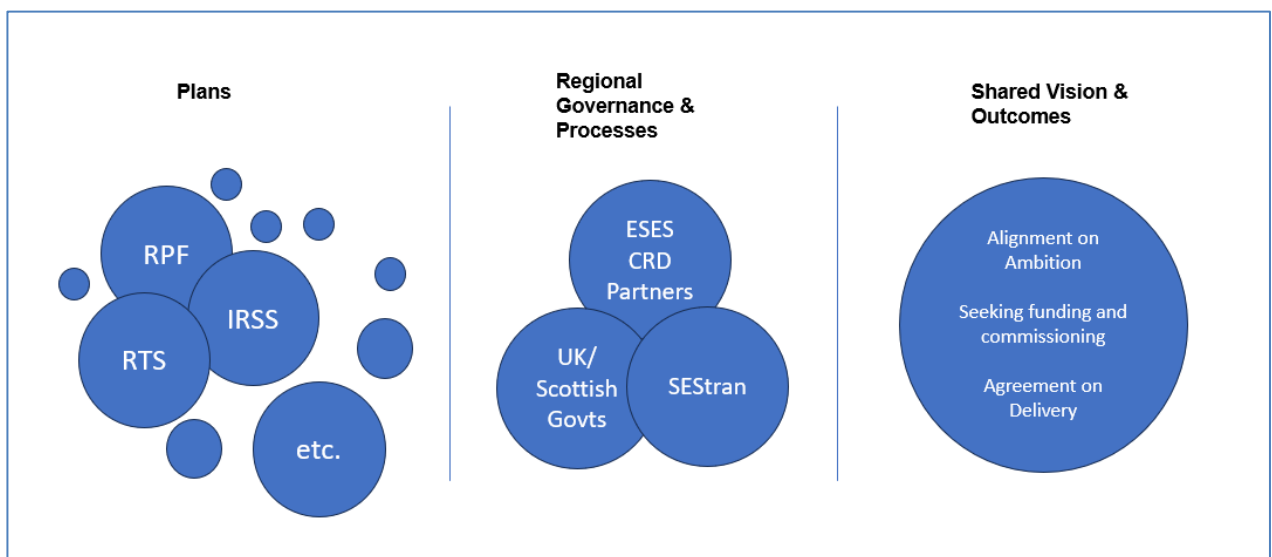 Plans
RPF
IRSS
RTS
etc.
Regional
Governance &
Processes
ESES
CRD
Partners
UK/
Scottish
Govts
SEStran
Shared Vision &
Outcomes
Alignment on
Ambition
Seeking funding and
commissioning
Agreement on
Delivery